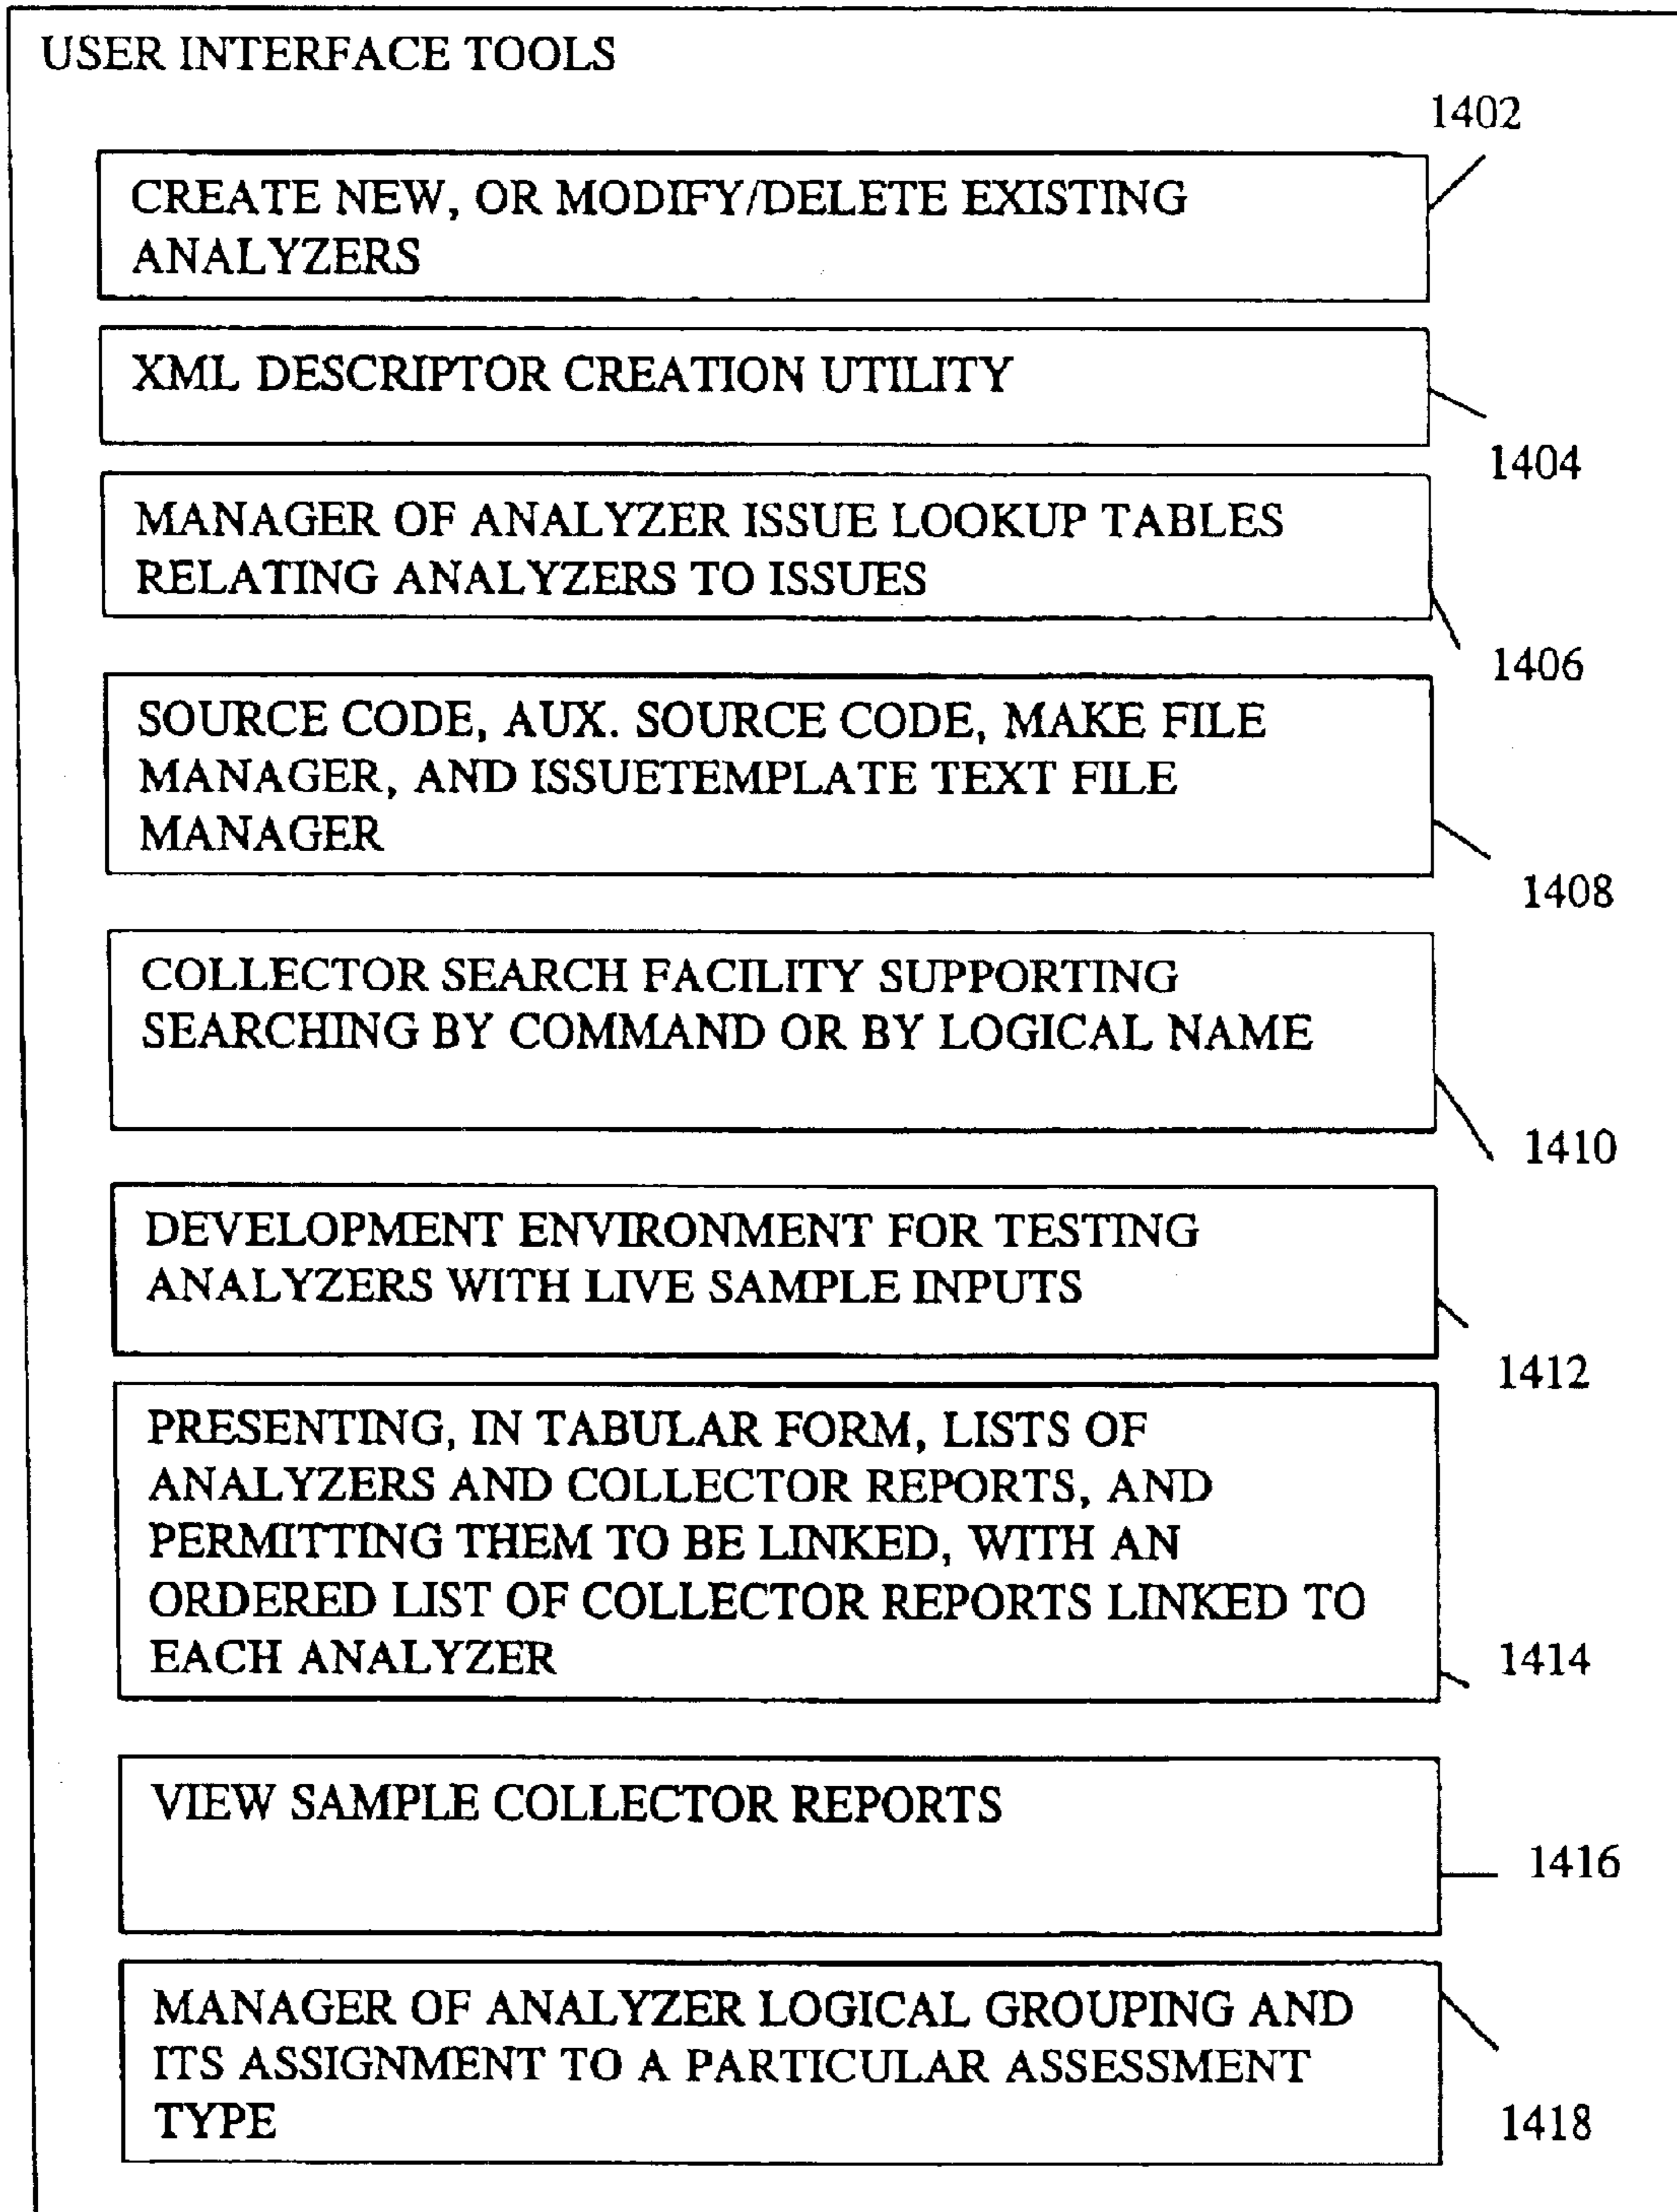 USER INTERFACE TOOLS
1402
CREATE NEW, OR MODIFY/DELETE EXISTING
ANALYZERS
XML DESCRIPTOR CREATION UTILITY
1404
MANAGER OF ANALYZER ISSUE LOOKUP TABLES
RELATING ANALYZERS TO ISSUES
1406
SOURCE CODE, AUX. SOURCE CODE, MAKE FILE
MANAGER, AND ISSUETEMPLATE TEXT FILE
MANAGER
1408
COLLECTOR SEARCH FACILITY SUPPORTING
SEARCHING BY COMMAND OR BY LOGICAL NAME
1410
DEVELOPMENT ENVIRONMENT FOR TESTING
ANALYZERS WITH LIVE SAMPLE INPUTS
1412
PRESENTING, IN TABULAR FORM, LISTS OF
ANALYZERS AND COLLECTOR REPORTS, AND
PERMITTING THEM TO BE LINKED, WITH AN
ORDERED LIST OF COLLECTOR REPORTS LINKED TO
EACH ANALYZER
1414
VIEW SAMPLE COLLECTOR REPORTS
1416
MANAGER OF ANALYZER LOGICAL GROUPING AND
ITS ASSIGNMENT TO A PARTICULAR ASSESSMENT
TYPE
1418